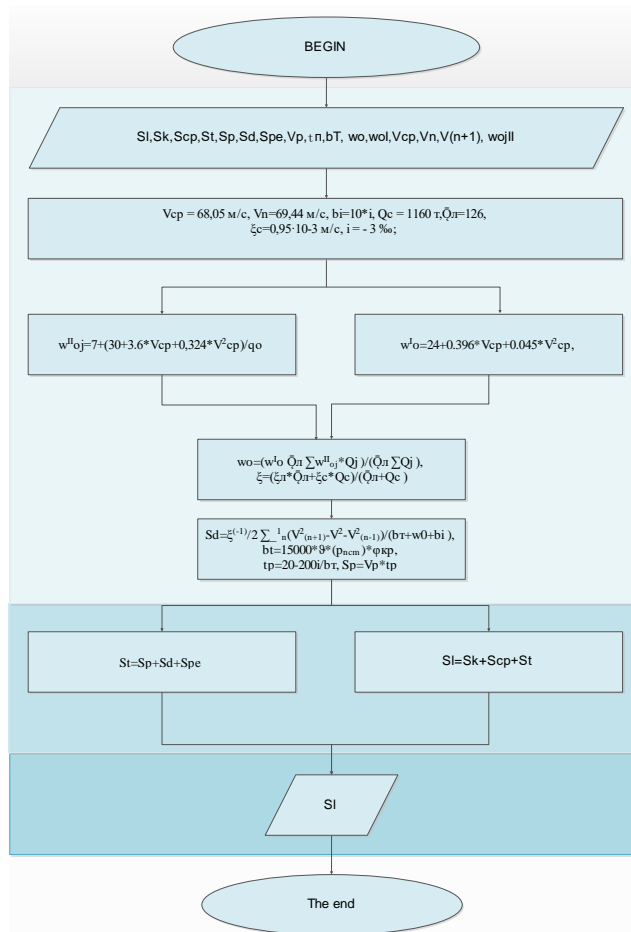 BEGIN
Sl,Sk,Scp,St,Sp,Sd,Spe,Vp,tп,bT, wo,woI,Vcp,Vn,V(n+1), wojII
Vcp = 68,05 м/с, Vn=69,44 м/с, bi=10*i, Qc = 1160 т,Q̄л=126,
ξc=0,95·10-3 м/с, i = - 3 ‰;
wᴵᴵoj=7+(30+3.6*Vcp+0,324*V²cp)/qo
wᴵo=24+0.396*Vcp+0.045*V²cp,
wo=(wᴵo Q̄л ∑wᴵᴵoj*Qj )/(Q̄л ∑Qj ),
ξ=(ξл*Q̄л+ξc*Qc)/(Q̄л+Qc )
Sd=ξ⁽⁻¹⁾/2 ∑_¹n(V²(n+1)-V²-V²(n-1))/(bт+w0+bi ),
bt=15000*ϑ*(pncm)*φкр,
tp=20-200i/bт, Sp=Vp*tp
St=Sp+Sd+Spe
Sl=Sk+Scp+St
Sl
The end